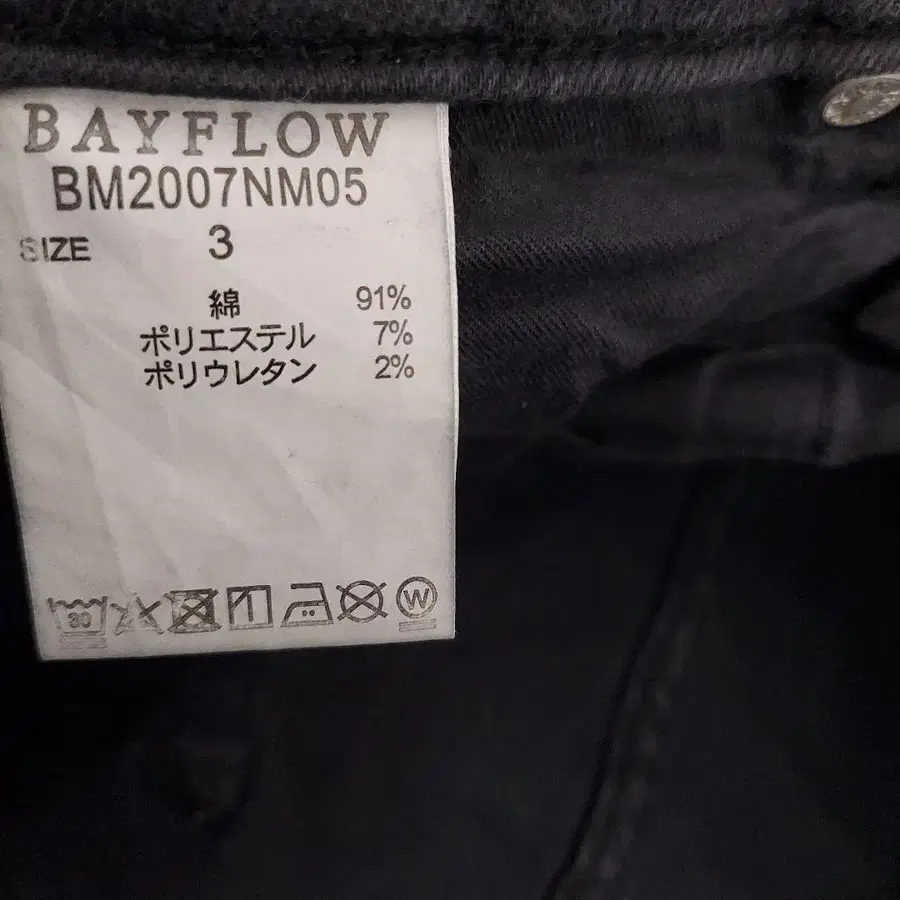 BAYFLOW
BM2007NM05
SIZE 3
綿 91%
ポリエステル 7%
ポリウレタン 2%
30
W